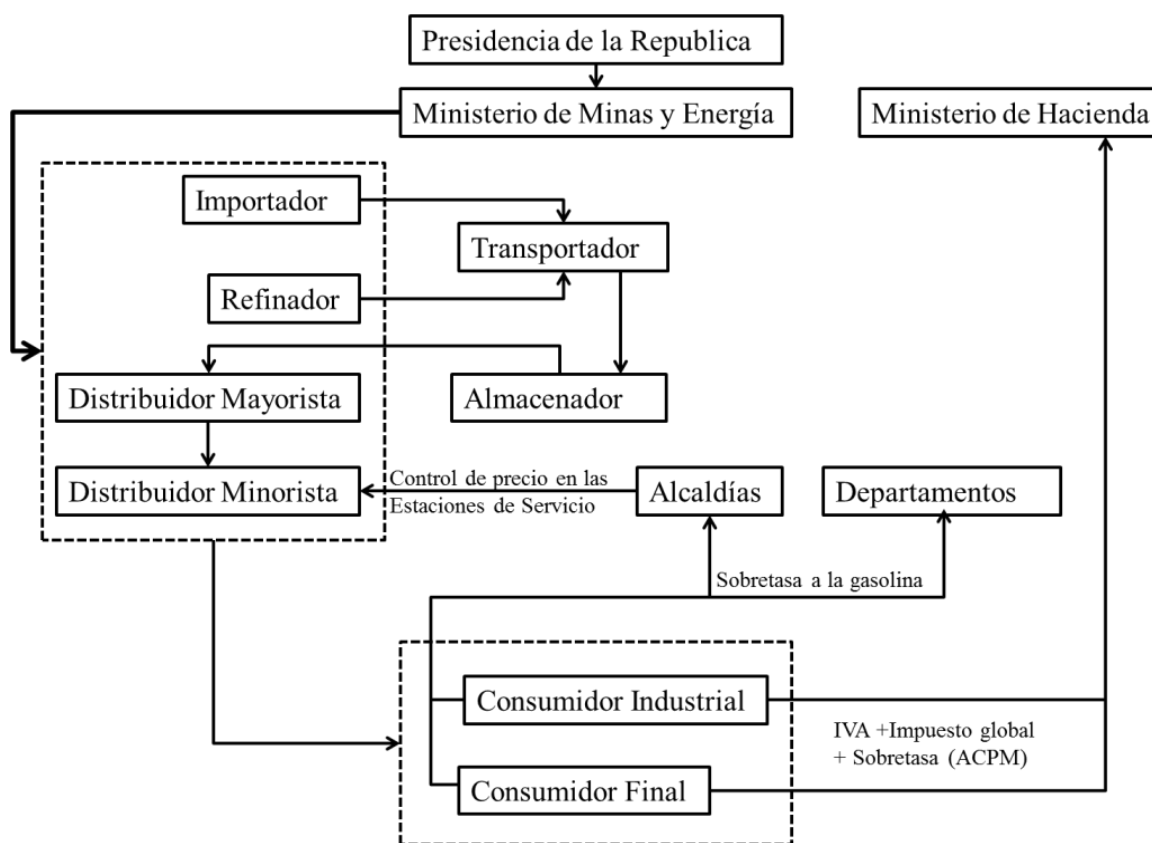 Presidencia de la Republica
Ministerio de Minas y Energía
Ministerio de Hacienda
Importador
Transportador
Refinador
Distribuidor Mayorista
Almacenador
Distribuidor Minorista
Control de precio en las
Estaciones de Servicio
Alcaldías
Departamentos
Sobretasa a la gasolina
Consumidor Industrial
IVA +Impuesto global
+ Sobretasa (ACPM)
Consumidor Final